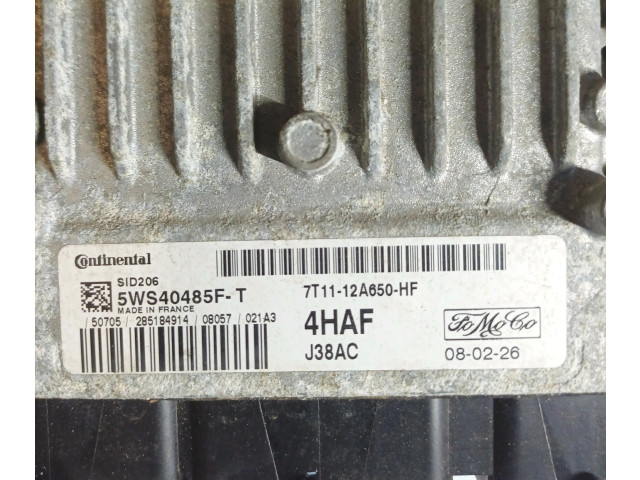 Continental
SID206
5WS40485F-T
MADE IN FRANCE
/ 50705 / 285184914 / 08057 / 021A3
7T11-12A650-HF
4HAF
J38AC
FoMoCo
08-02-26